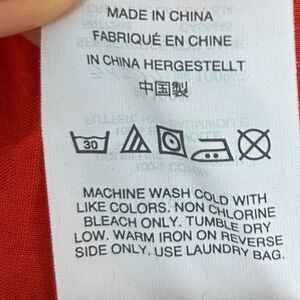 MADE IN CHINA
FABRIQUÉ EN CHINE
IN CHINA HERGESTELLT
中国製
30
MACHINE WASH COLD WITH
LIKE COLORS. NON CHLORINE
BLEACH ONLY. TUMBLE DRY
LOW. WARM IRON ON REVERSE
SIDE ONLY. USE LAUNDRY BAG.